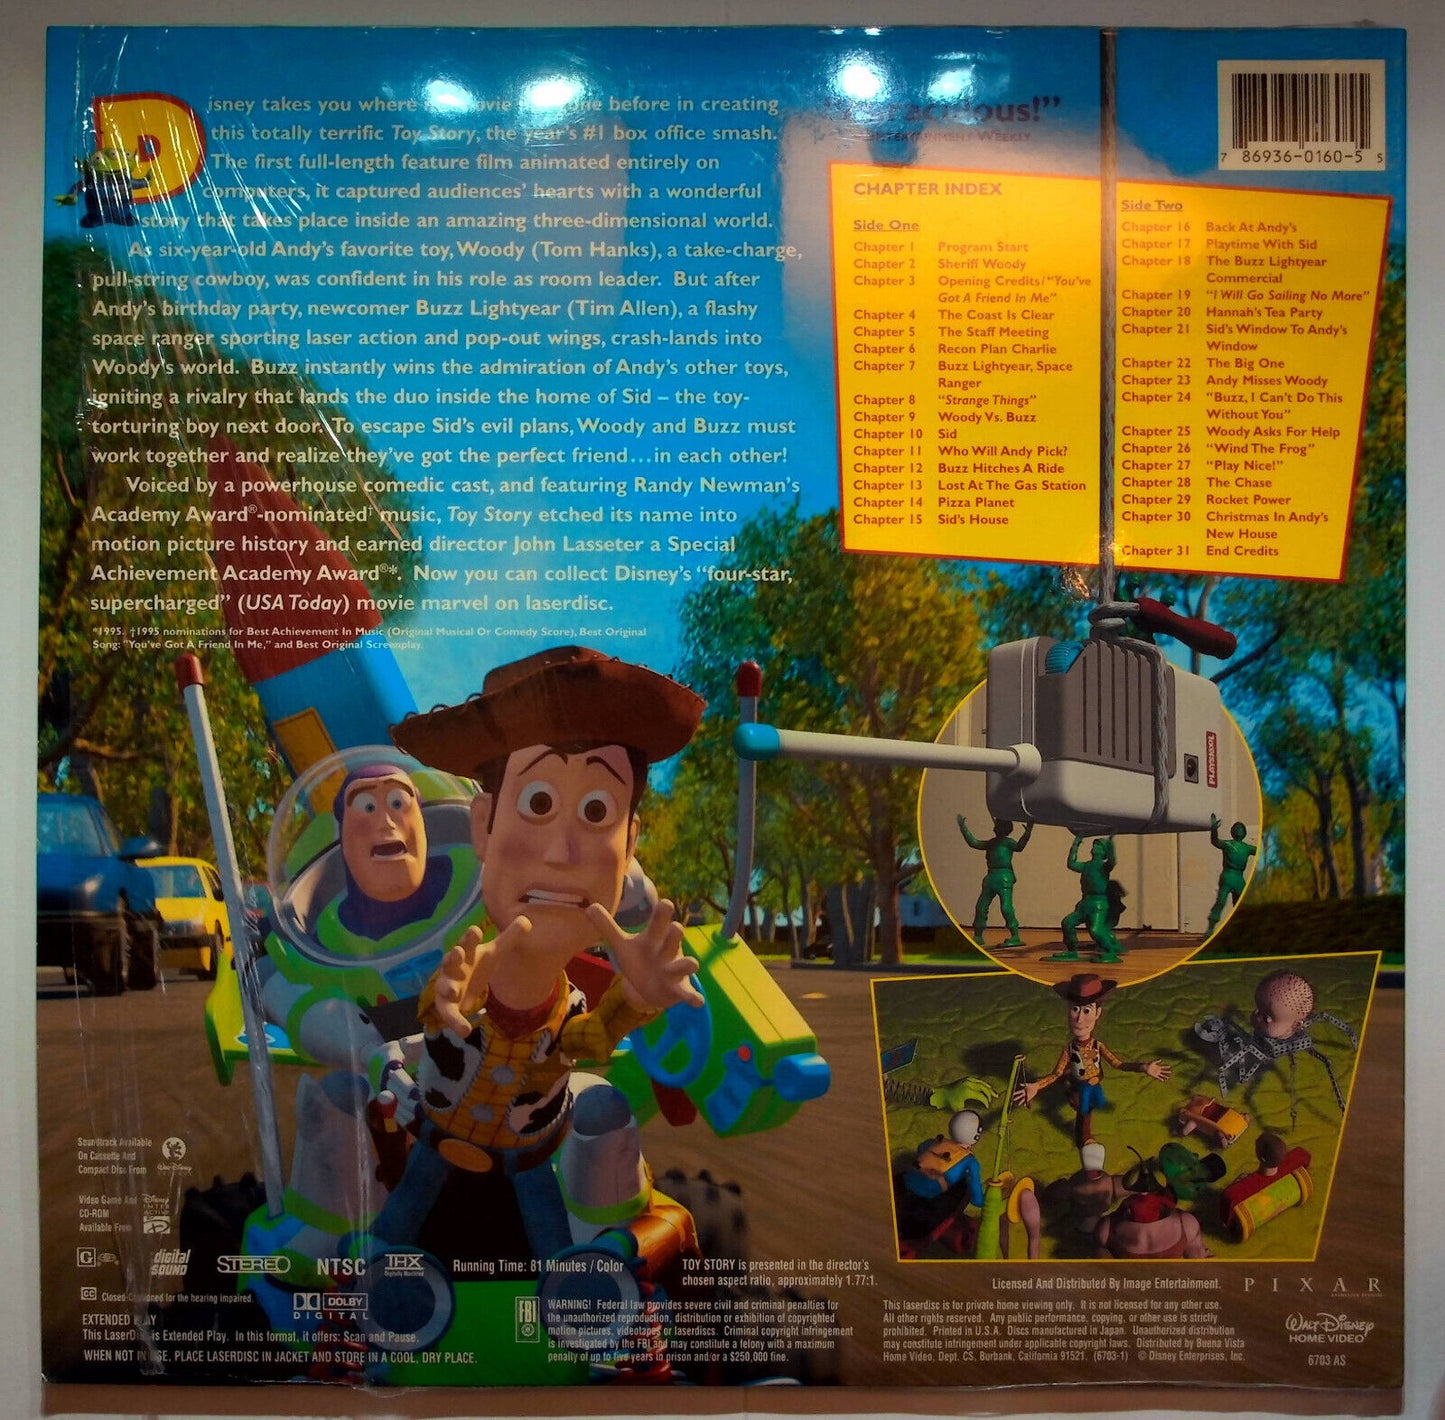 Disney takes you where movie before in creating
this totally terrific Toy Story, the year's #1 box office smash.
The first full-length feature film animated entirely on
computers, it captured audiences' hearts with a wonderful
story that takes place inside an amazing three-dimensional world.
As six-year-old Andy's favorite toy, Woody (Tom Hanks), a take-charge,
pull-string cowboy, was confident in his role as room leader. But after
Andy's birthday party, newcomer Buzz Lightyear (Tim Allen), a flashy
space ranger sporting laser action and pop-out wings, crash-lands into
Woody's world. Buzz instantly wins the admiration of Andy's other toys,
igniting a rivalry that lands the duo inside the home of Sid – the toy-
torturing boy next door. To escape Sid's evil plans, Woody and Buzz must
work together and realize they've got the perfect friend...in each other!
Voiced by a powerhouse comedic cast, and featuring Randy Newman's
Academy Award®-nominated† music, Toy Story etched its name into
motion picture history and earned director John Lasseter a Special
Achievement Academy Award®*. Now you can collect Disney's "four-star,
supercharged" (USA Today) movie marvel on laserdisc.
*1995. †1995 nominations for Best Achievement In Music (Original Musical Or Comedy Score), Best Original
Song: "You've Got A Friend In Me," and Best Original Screenplay.
"Miraculous!"
Entertainment Weekly
7 86936-0160-5 5
CHAPTER INDEX
Side One
Chapter 1 Program Start
Chapter 2 Sheriff Woody
Chapter 3 Opening Credits/"You've
Got A Friend In Me"
Chapter 4 The Coast Is Clear
Chapter 5 The Staff Meeting
Chapter 6 Recon Plan Charlie
Chapter 7 Buzz Lightyear, Space
Ranger
Chapter 8 "Strange Things"
Chapter 9 Woody Vs. Buzz
Chapter 10 Sid
Chapter 11 Who Will Andy Pick?
Chapter 12 Buzz Hitches A Ride
Chapter 13 Lost At The Gas Station
Chapter 14 Pizza Planet
Chapter 15 Sid's House
Side Two
Chapter 16 Back At Andy's
Chapter 17 Playtime With Sid
Chapter 18 The Buzz Lightyear
Commercial
Chapter 19 "I Will Go Sailing No More"
Chapter 20 Hannah's Tea Party
Chapter 21 Sid's Window To Andy's
Window
Chapter 22 The Big One
Chapter 23 Andy Misses Woody
Chapter 24 "Buzz, I Can't Do This
Without You"
Chapter 25 Woody Asks For Help
Chapter 26 "Wind The Frog"
Chapter 27 "Play Nice!"
Chapter 28 The Chase
Chapter 29 Rocket Power
Chapter 30 Christmas In Andy's
New House
Chapter 31 End Credits
PLAYSKOOL
Soundtrack Available
On Cassette And
Compact Disc From
Walt Disney
Video Game And
CD-ROM
Available From
Disney
INTERACTIVE
G
digital
SOUND
STEREO
NTSC
THX
Digitally Mastered
Running Time: 81 Minutes / Color
TOY STORY is presented in the director's
chosen aspect ratio, approximately 1.77:1.
CC Closed-Captioned for the hearing impaired.
DOLBY
DIGITAL
EXTENDED PLAY
This LaserDisc is Extended Play. In this format, it offers: Scan and Pause.
WHEN NOT IN USE, PLACE LASERDISC IN JACKET AND STORE IN A COOL, DRY PLACE.
FBI
WARNING! Federal law provides severe civil and criminal penalties for
the unauthorized reproduction, distribution or exhibition of copyrighted
motion pictures, videotapes or laserdiscs. Criminal copyright infringement
is investigated by the FBI and may constitute a felony with a maximum
penalty of up to five years in prison and/or a $250,000 fine.
Licensed And Distributed By Image Entertainment.
This laserdisc is for private home viewing only. It is not licensed for any other use.
All other rights reserved. Any public performance, copying, or other use is strictly
prohibited. Printed in U.S.A. Discs manufactured in Japan. Unauthorized distribution
may constitute infringement under applicable copyright laws. Distributed by Buena Vista
Home Video, Dept. CS, Burbank, California 91521. (6703-1) © Disney Enterprises, Inc.
PIXAR
ANIMATION STUDIOS
WALT DISNEY
HOME VIDEO
6703 AS